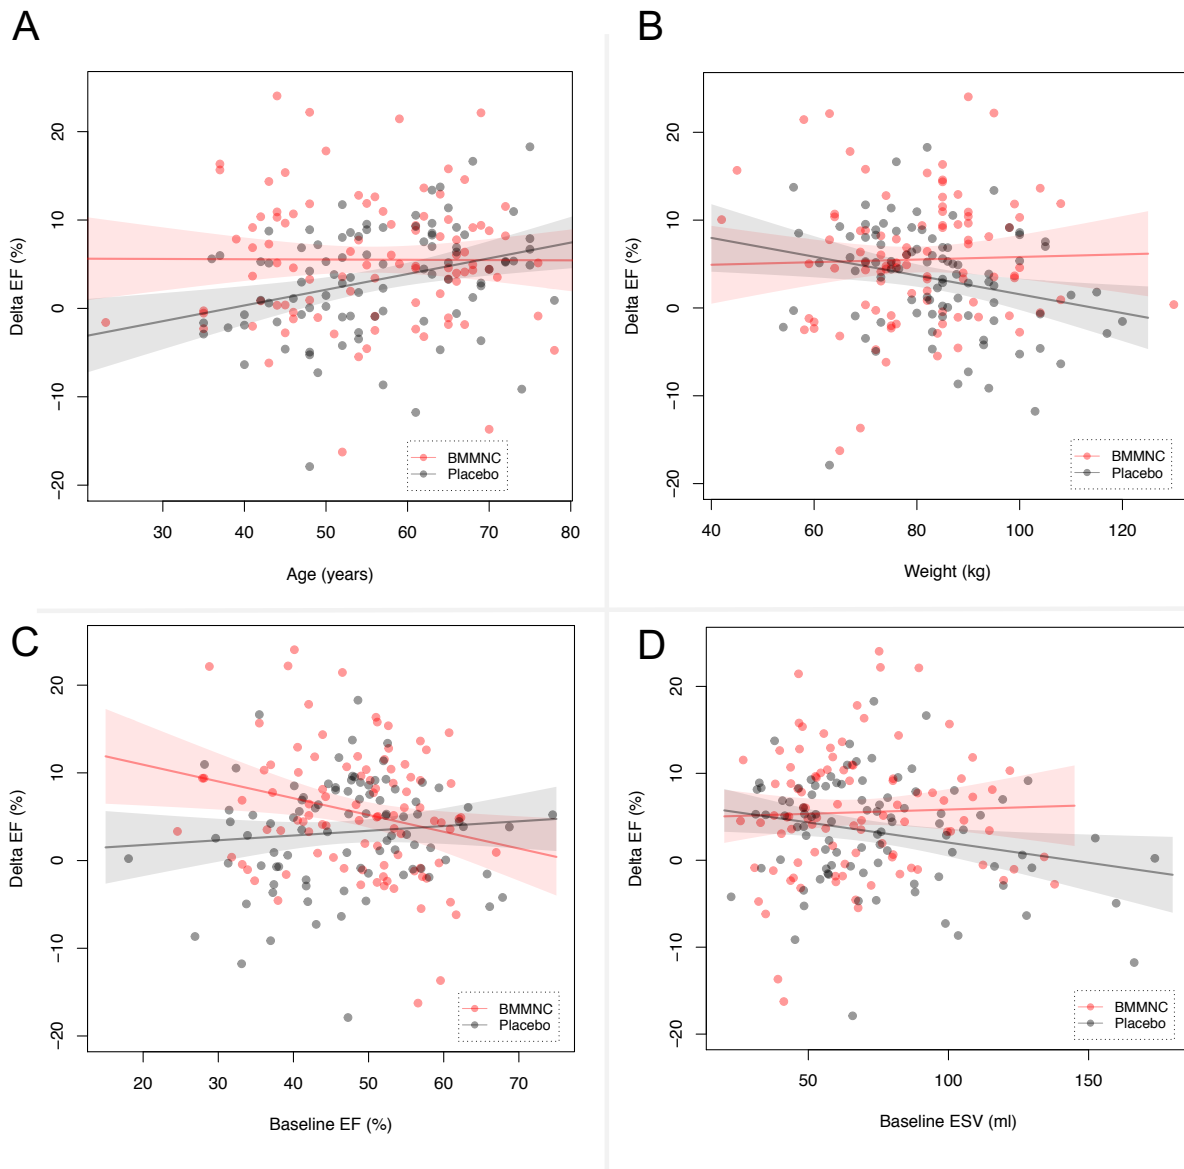 A
B
Delta EF (%)
20
10
0
−10
−20
BMMNC
Placebo
30
40
50
60
70
80
Age (years)
Delta EF (%)
20
10
0
−10
−20
BMMNC
Placebo
40
60
80
100
120
Weight (kg)
C
D
Delta EF (%)
20
10
0
−10
−20
BMMNC
Placebo
20
30
40
50
60
70
Baseline EF (%)
Delta EF (%)
20
10
0
−10
−20
BMMNC
Placebo
50
100
150
Baseline ESV (ml)